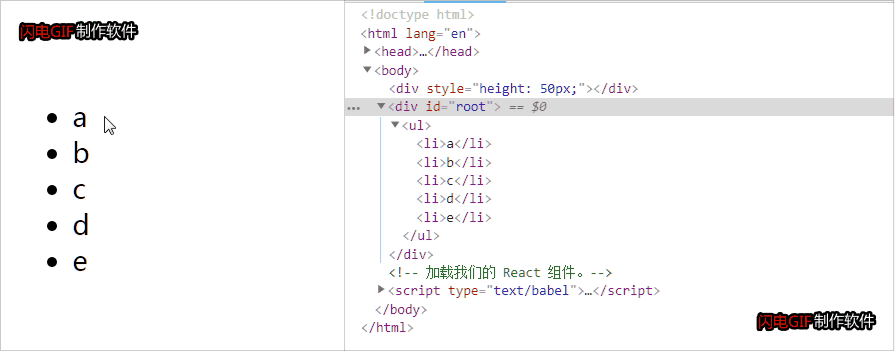 闪电GIF制作软件
a
b
c
d
e
<!doctype html>
<html lang="en">
<head>…</head>
<body>
<div style="height: 50px;"></div>
… <div id="root"> == $0
<ul>
<li>a</li>
<li>b</li>
<li>c</li>
<li>d</li>
<li>e</li>
</ul>
</div>
<!-- 加载我们的 React 组件。-->
<script type="text/babel">…</script>
</body>
</html>
闪电GIF制作软件